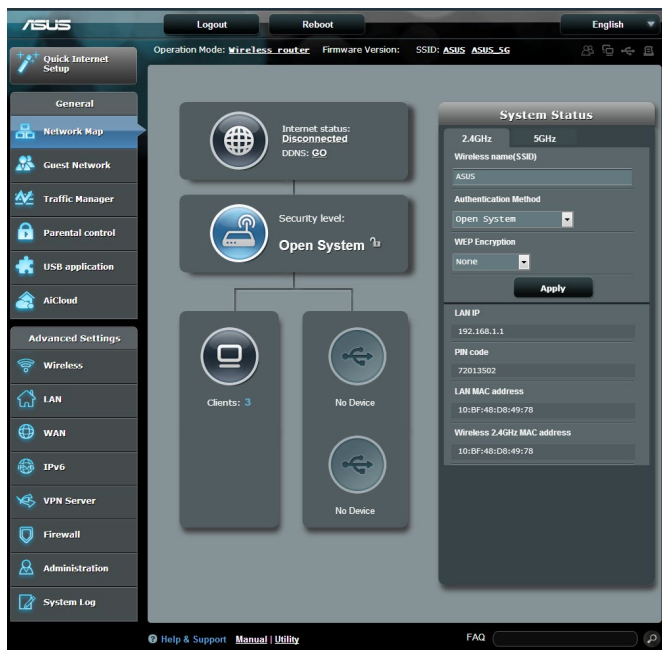 ASUS
Logout
Reboot
English
Operation Mode: Wireless router Firmware Version: SSID: ASUS ASUS_5G
Quick Internet
Setup
General
Network Map
Guest Network
Traffic Manager
Parental control
USB application
AiCloud
Advanced Settings
Wireless
LAN
WAN
IPv6
VPN Server
Firewall
Administration
System Log
Internet status:
Disconnected
DDNS: GO
Security level:
Open System
Clients: 3
No Device
No Device
System Status
2.4GHz 5GHz
Wireless name(SSID)
ASUS
Authentication Method
Open System
WEP Encryption
None
Apply
LAN IP
192.168.1.1
PIN code
72013502
LAN MAC address
10:BF:48:D8:49:78
Wireless 2.4GHz MAC address
10:BF:48:D8:49:78
? Help & Support Manual | Utility
FAQ